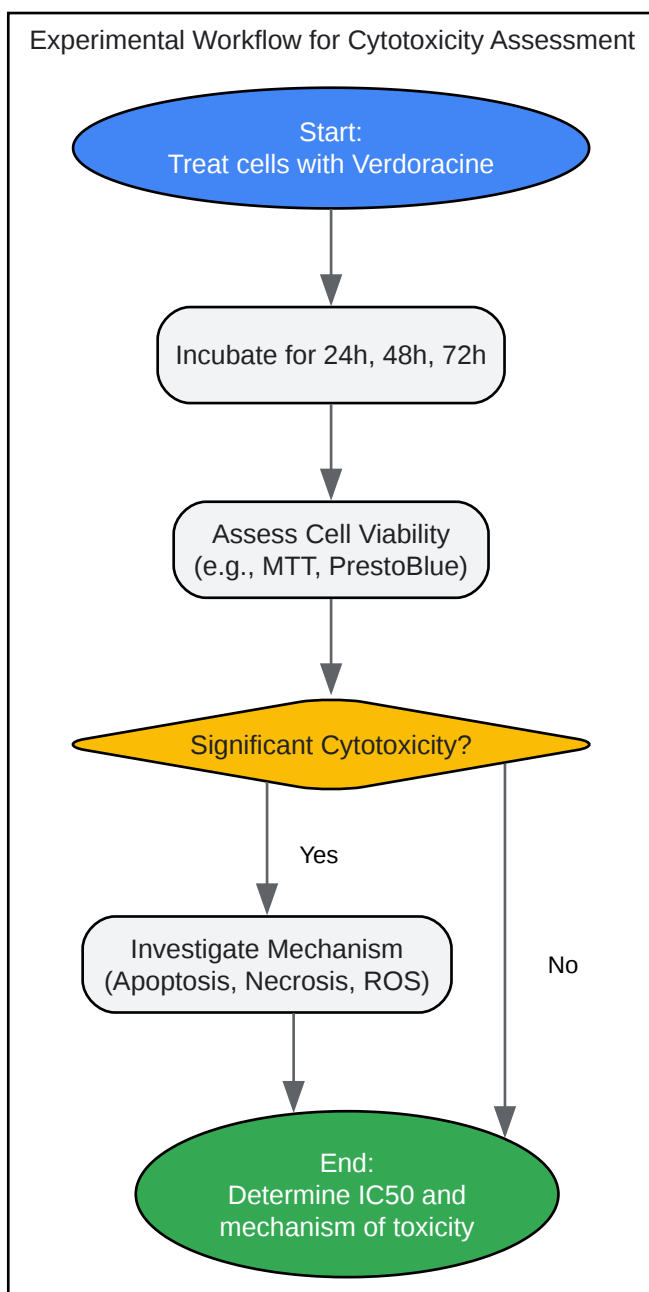 Experimental Workflow for Cytotoxicity Assessment
Start:
Treat cells with Verdoracine
Incubate for 24h, 48h, 72h
Assess Cell Viability
(e.g., MTT, PrestoBlue)
Significant Cytotoxicity?
Yes
Investigate Mechanism
(Apoptosis, Necrosis, ROS)
No
End:
Determine IC50 and
mechanism of toxicity